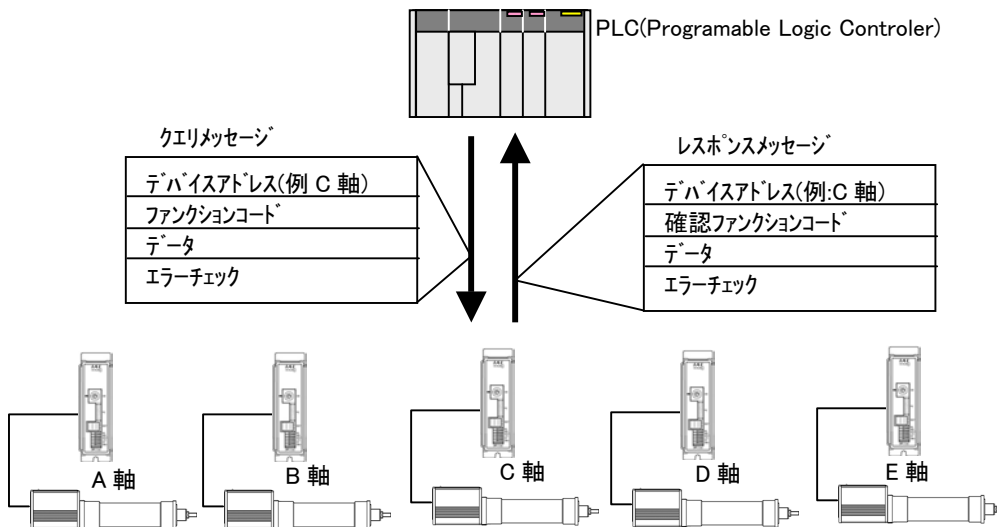 PLC(Programable Logic Controler)
クエリメッセージ
デバイスアドレス(例 C 軸)
ファンクションコード
データ
エラーチェック
レスポンスメッセージ
デバイスアドレス(例:C 軸)
確認ファンクションコード
データ
エラーチェック
A 軸
B 軸
C 軸
D 軸
E 軸